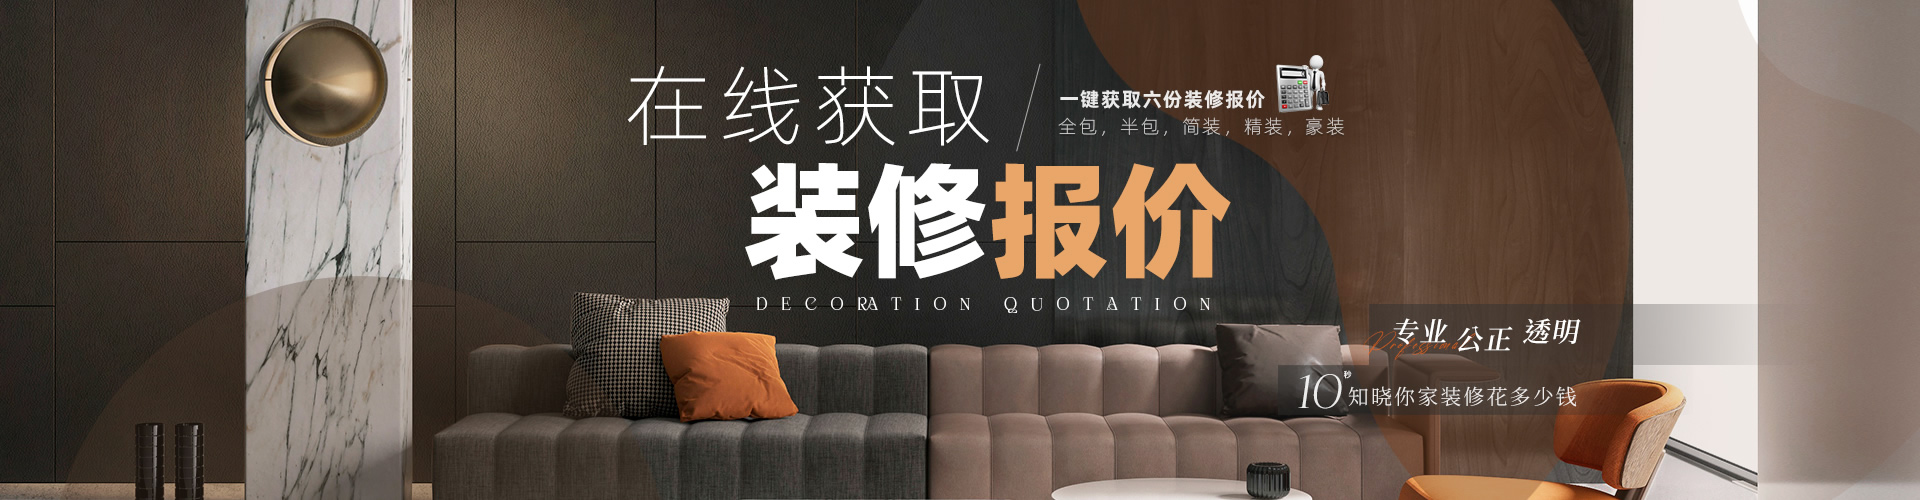 在线获取
一键获取六份装修报价
全包，半包，简装，精装，豪装
装修报价
DECORATION QUOTATION
专业 公正 透明
10秒知晓你家装修花多少钱